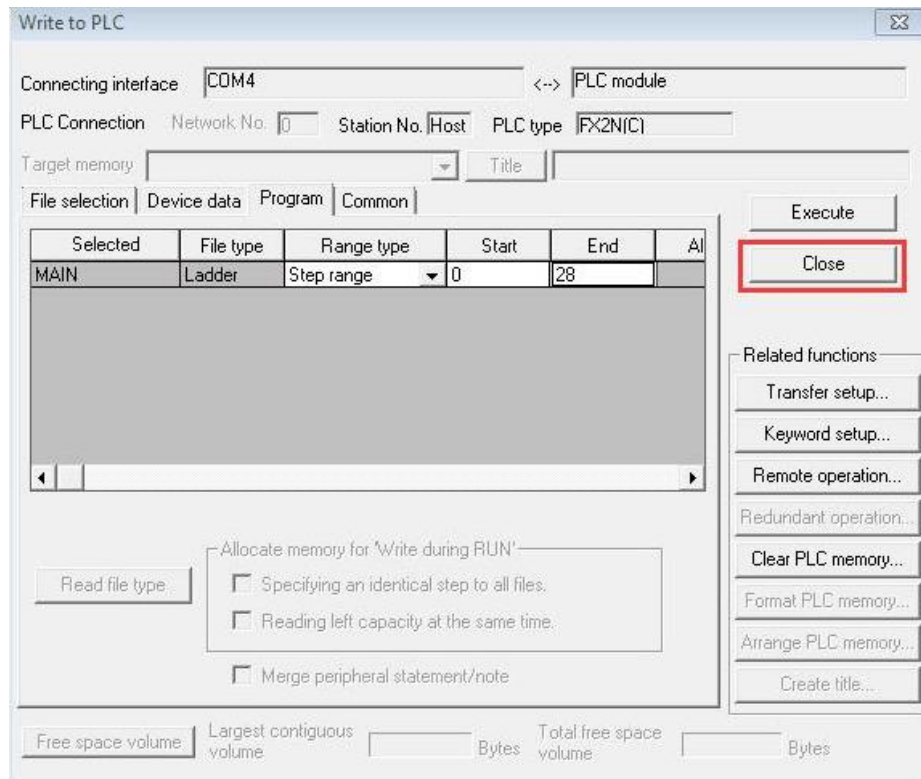 Write to PLC
Connecting interface COM4 <--> PLC module
PLC Connection Network No. 0 Station No. Host PLC type FX2N(C)
Target memory Title
File selection Device data Program Common
Execute
Selected File type Range type Start End Al
MAIN Ladder Step range 0 28
Close
Related functions
Transfer setup...
Keyword setup...
Remote operation...
Redundant operation...
Clear PLC memory...
Format PLC memory...
Arrange PLC memory...
Create title...
Allocate memory for 'Write during RUN'
Read file type
Specifying an identical step to all files.
Reading left capacity at the same time.
Merge peripheral statement/note
Free space volume
Largest contiguous
volume
Bytes
Total free space
volume
Bytes